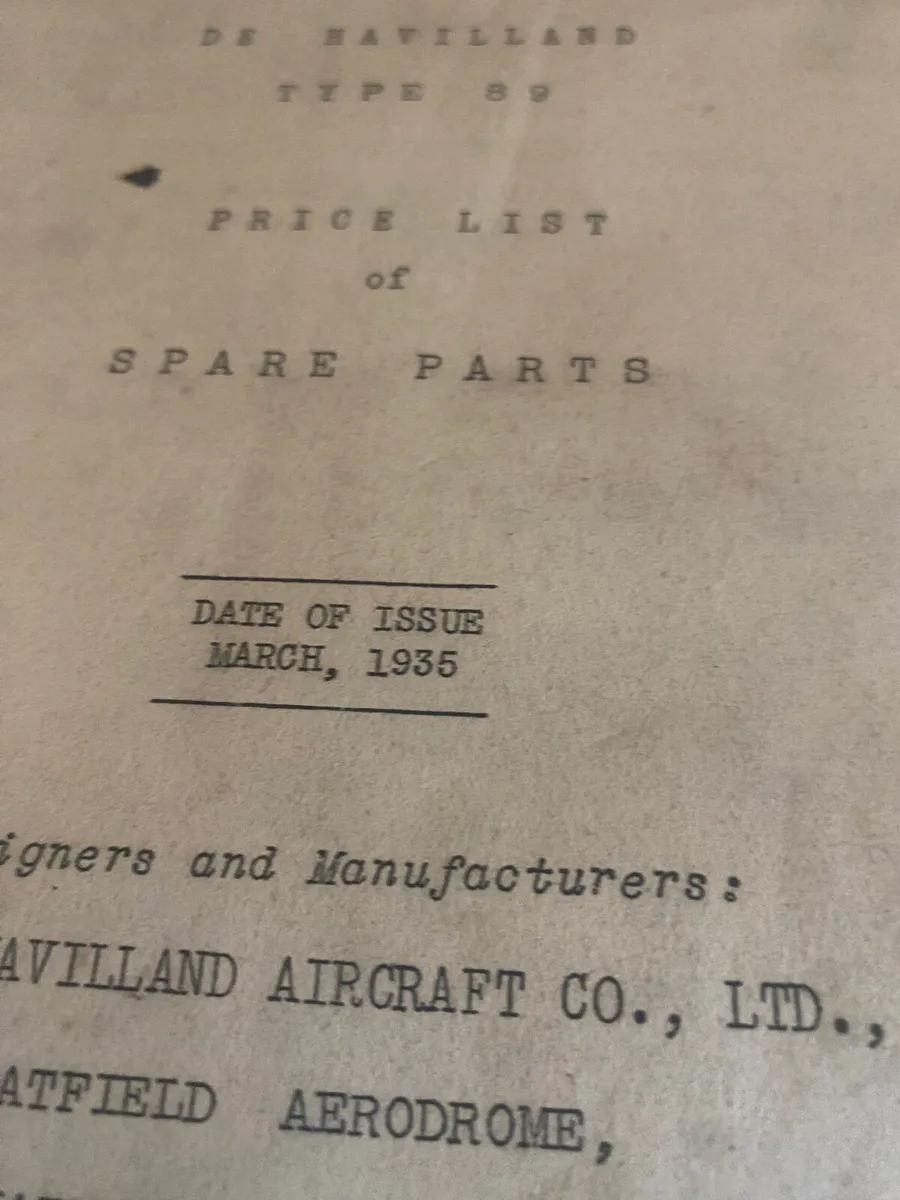 DE HAVILLAND
TYPE 89
PRICE LIST
of
SPARE PARTS
DATE OF ISSUE
MARCH, 1935
igners and Manufacturers:
AVILLAND AIRCRAFT CO., LTD.,
ATFIELD AERODROME,